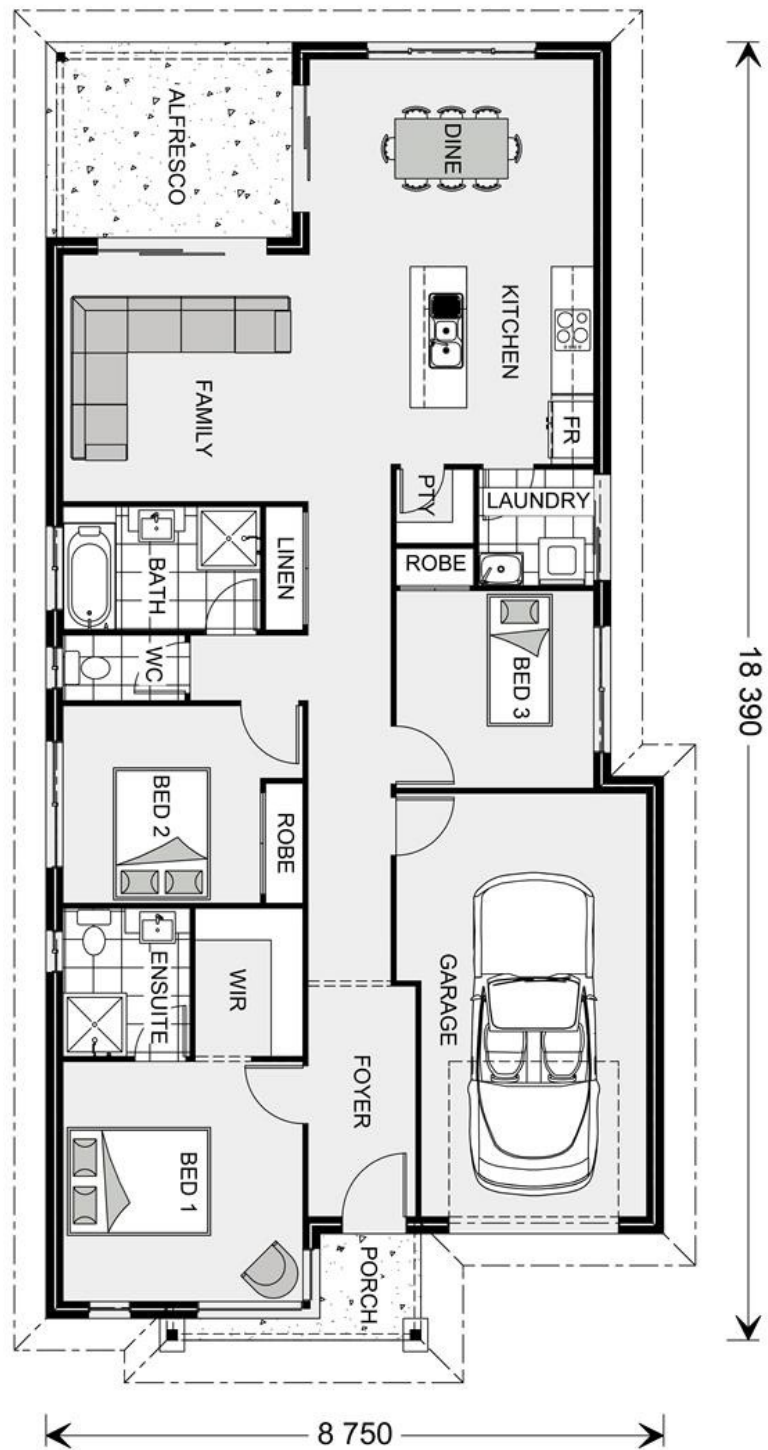 ALFRESCO
DINE
KITCHEN
FAMILY
FR
PTY
LAUNDRY
LINEN
BATH
ROBE
WC
BED 3
BED 2
ROBE
ENSUITE
WIR
GARAGE
FOYER
BED 1
PORCH
18 390
8 750